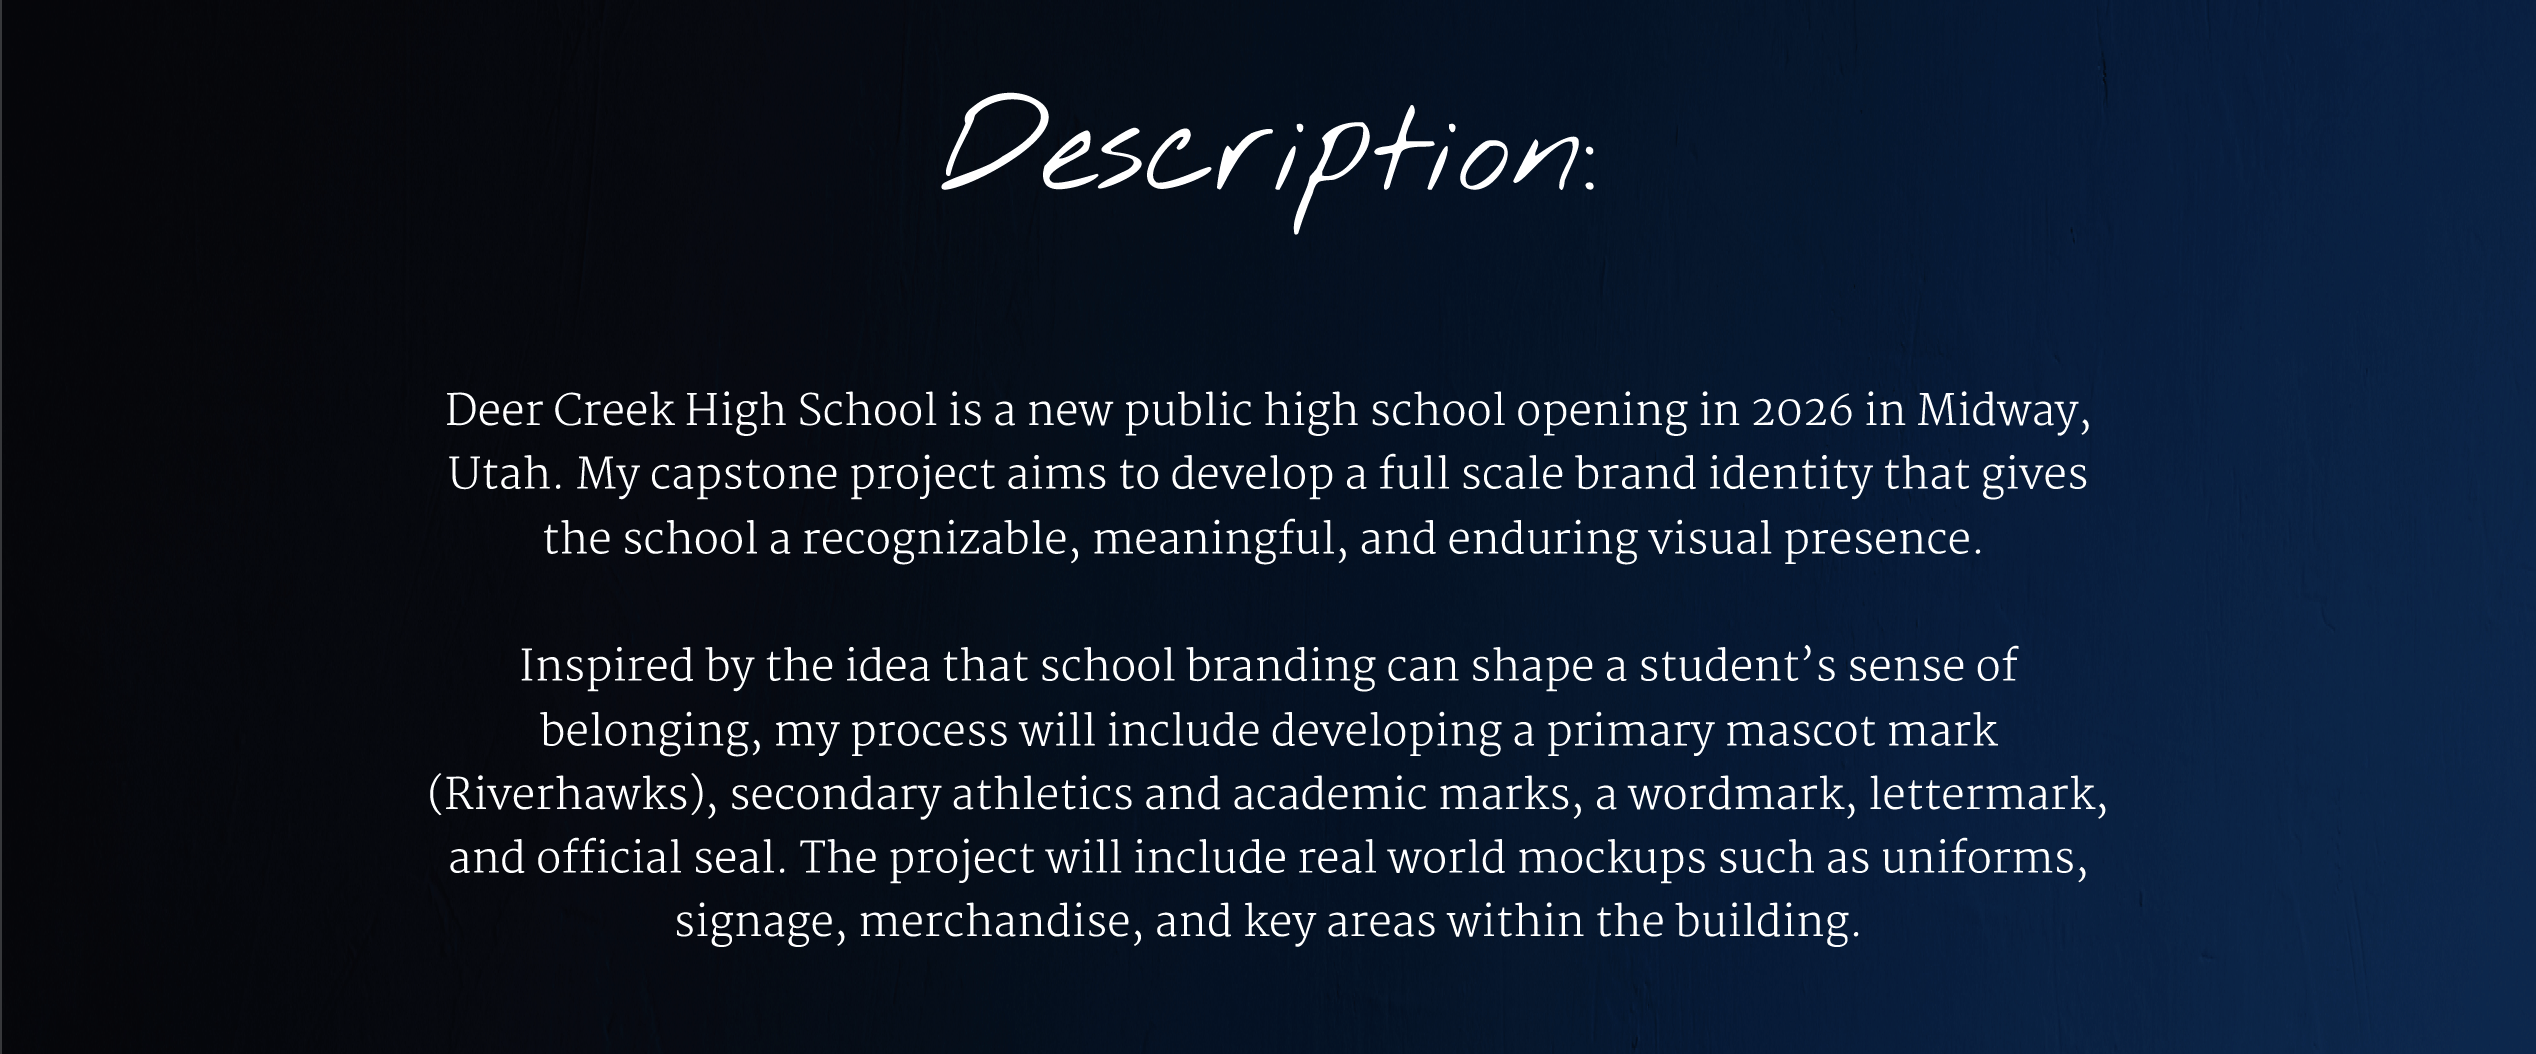 Description:
Deer Creek High School is a new public high school opening in 2026 in Midway,
Utah. My capstone project aims to develop a full scale brand identity that gives
the school a recognizable, meaningful, and enduring visual presence.
Inspired by the idea that school branding can shape a student’s sense of
belonging, my process will include developing a primary mascot mark
(Riverhawks), secondary athletics and academic marks, a wordmark, lettermark,
and official seal. The project will include real world mockups such as uniforms,
signage, merchandise, and key areas within the building.